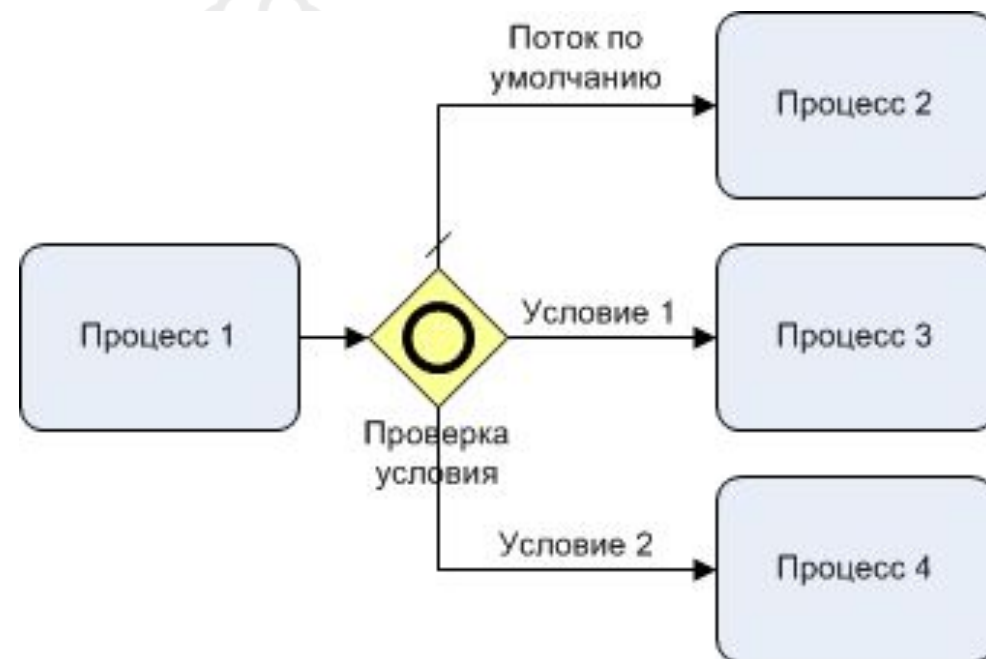 Поток по
умолчанию
Процесс 2
Процесс 1
Условие 1
Процесс 3
Проверка
условия
Условие 2
Процесс 4